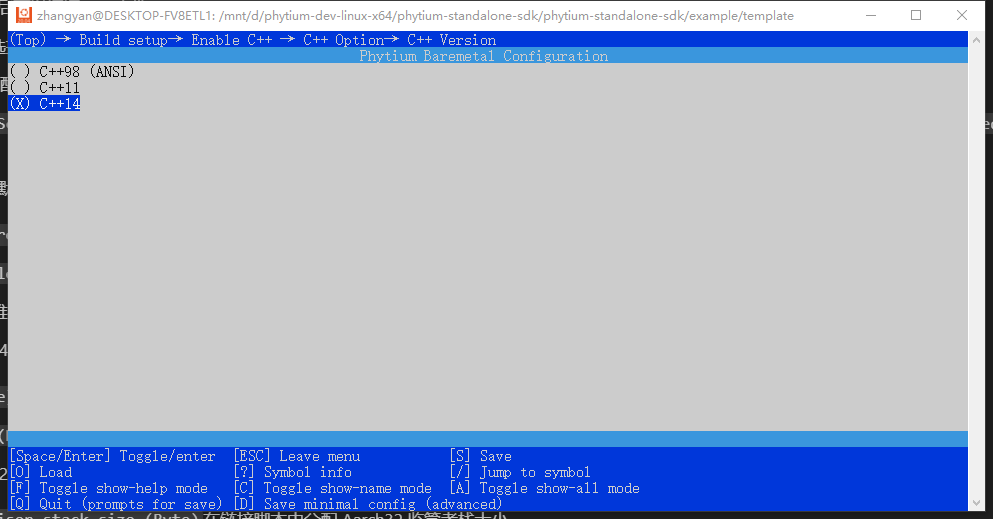 zhangyan@DESKTOP-FV8ETL1: /mnt/d/phytium-dev-linux-x64/phytium-standalone-sdk/phytium-standalone-sdk/example/template
(Top) → Build setup→ Enable C++ → C++ Option→ C++ Version
Phytium Baremetal Configuration
( ) C++98 (ANSI)
( ) C++11
(X) C++14
[Space/Enter] Toggle/enter [ESC] Leave menu [S] Save
[O] Load [?] Symbol info [/] Jump to symbol
[F] Toggle show-help mode [C] Toggle show-name mode [A] Toggle show-all mode
[Q] Quit (prompts for save) [D] Save minimal config (advanced)